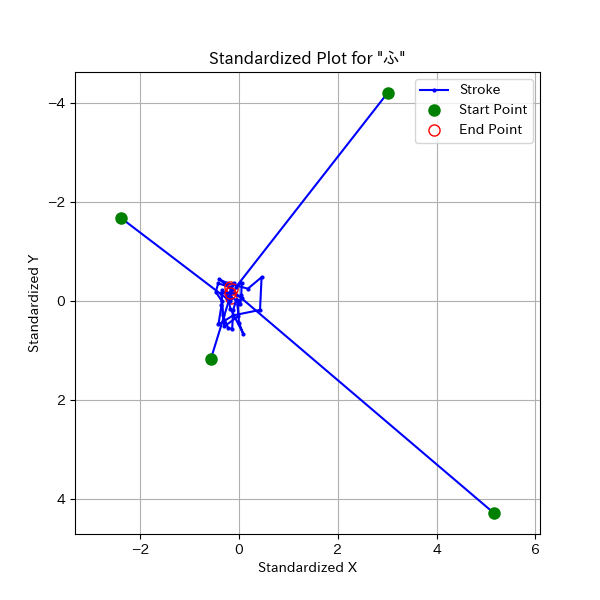 Standardized Plot for "ふ"
Stroke
Start Point
End Point
−4
−2
0
2
4
Standardized Y
−2 0 2 4 6
Standardized X